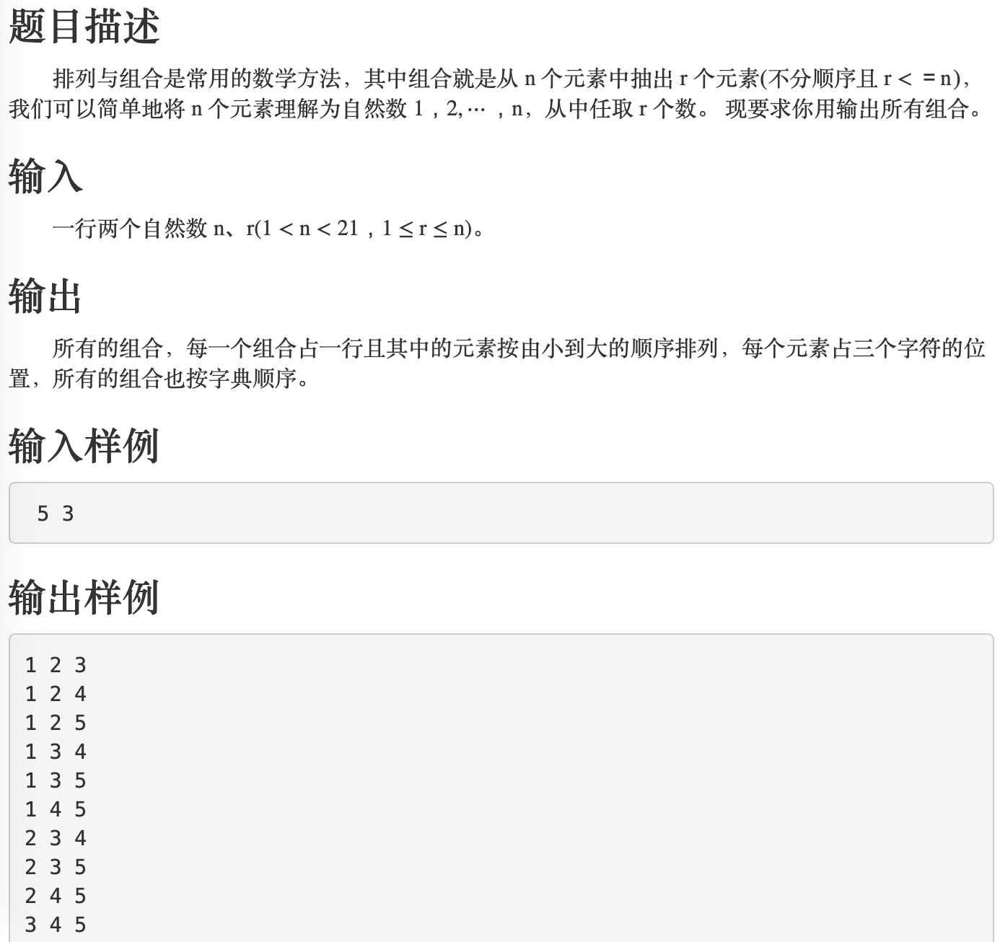 题目描述
排列与组合是常用的数学方法，其中组合就是从 n 个元素中抽出 r 个元素(不分顺序且 r < = n)，
我们可以简单地将 n 个元素理解为自然数 1 , 2, ⋯ , n，从中任取 r 个数。 现要求你用输出所有组合。
输入
一行两个自然数 n、r(1 < n < 21 , 1 ≤ r ≤ n)。
输出
所有的组合，每一个组合占一行且其中的元素按由小到大的顺序排列，每个元素占三个字符的位
置，所有的组合也按字典顺序。
输入样例
5 3
输出样例
1 2 3
1 2 4
1 2 5
1 3 4
1 3 5
1 4 5
2 3 4
2 3 5
2 4 5
3 4 5